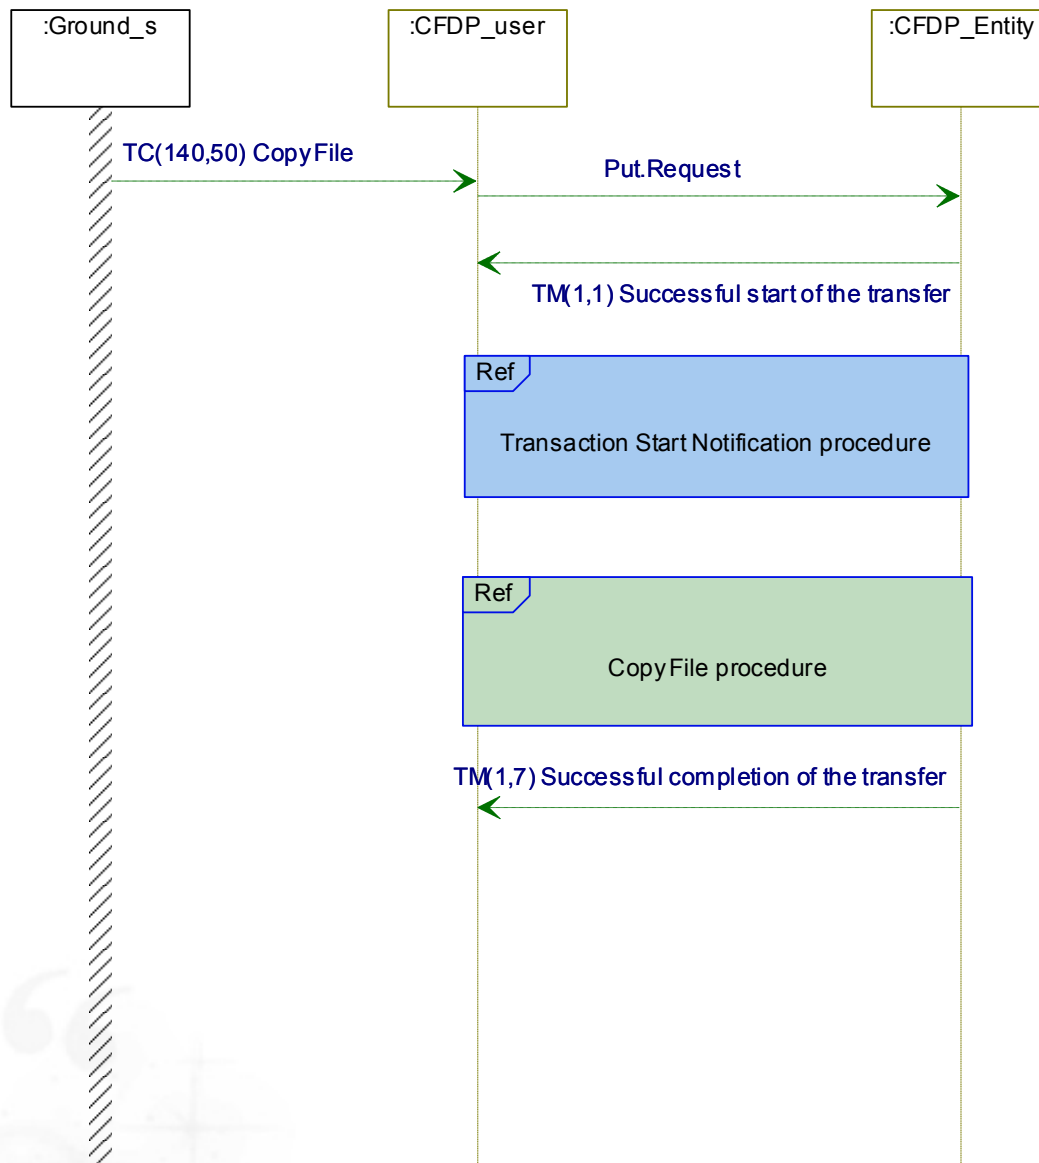 :Ground_s
:CFDP_user
:CFDP_Entity
TC(140,50) CopyFile
Put.Request
TM(1,1) Successful start of the transfer
Ref
Transaction Start Notification procedure
Ref
CopyFile procedure
TM(1,7) Successful completion of the transfer